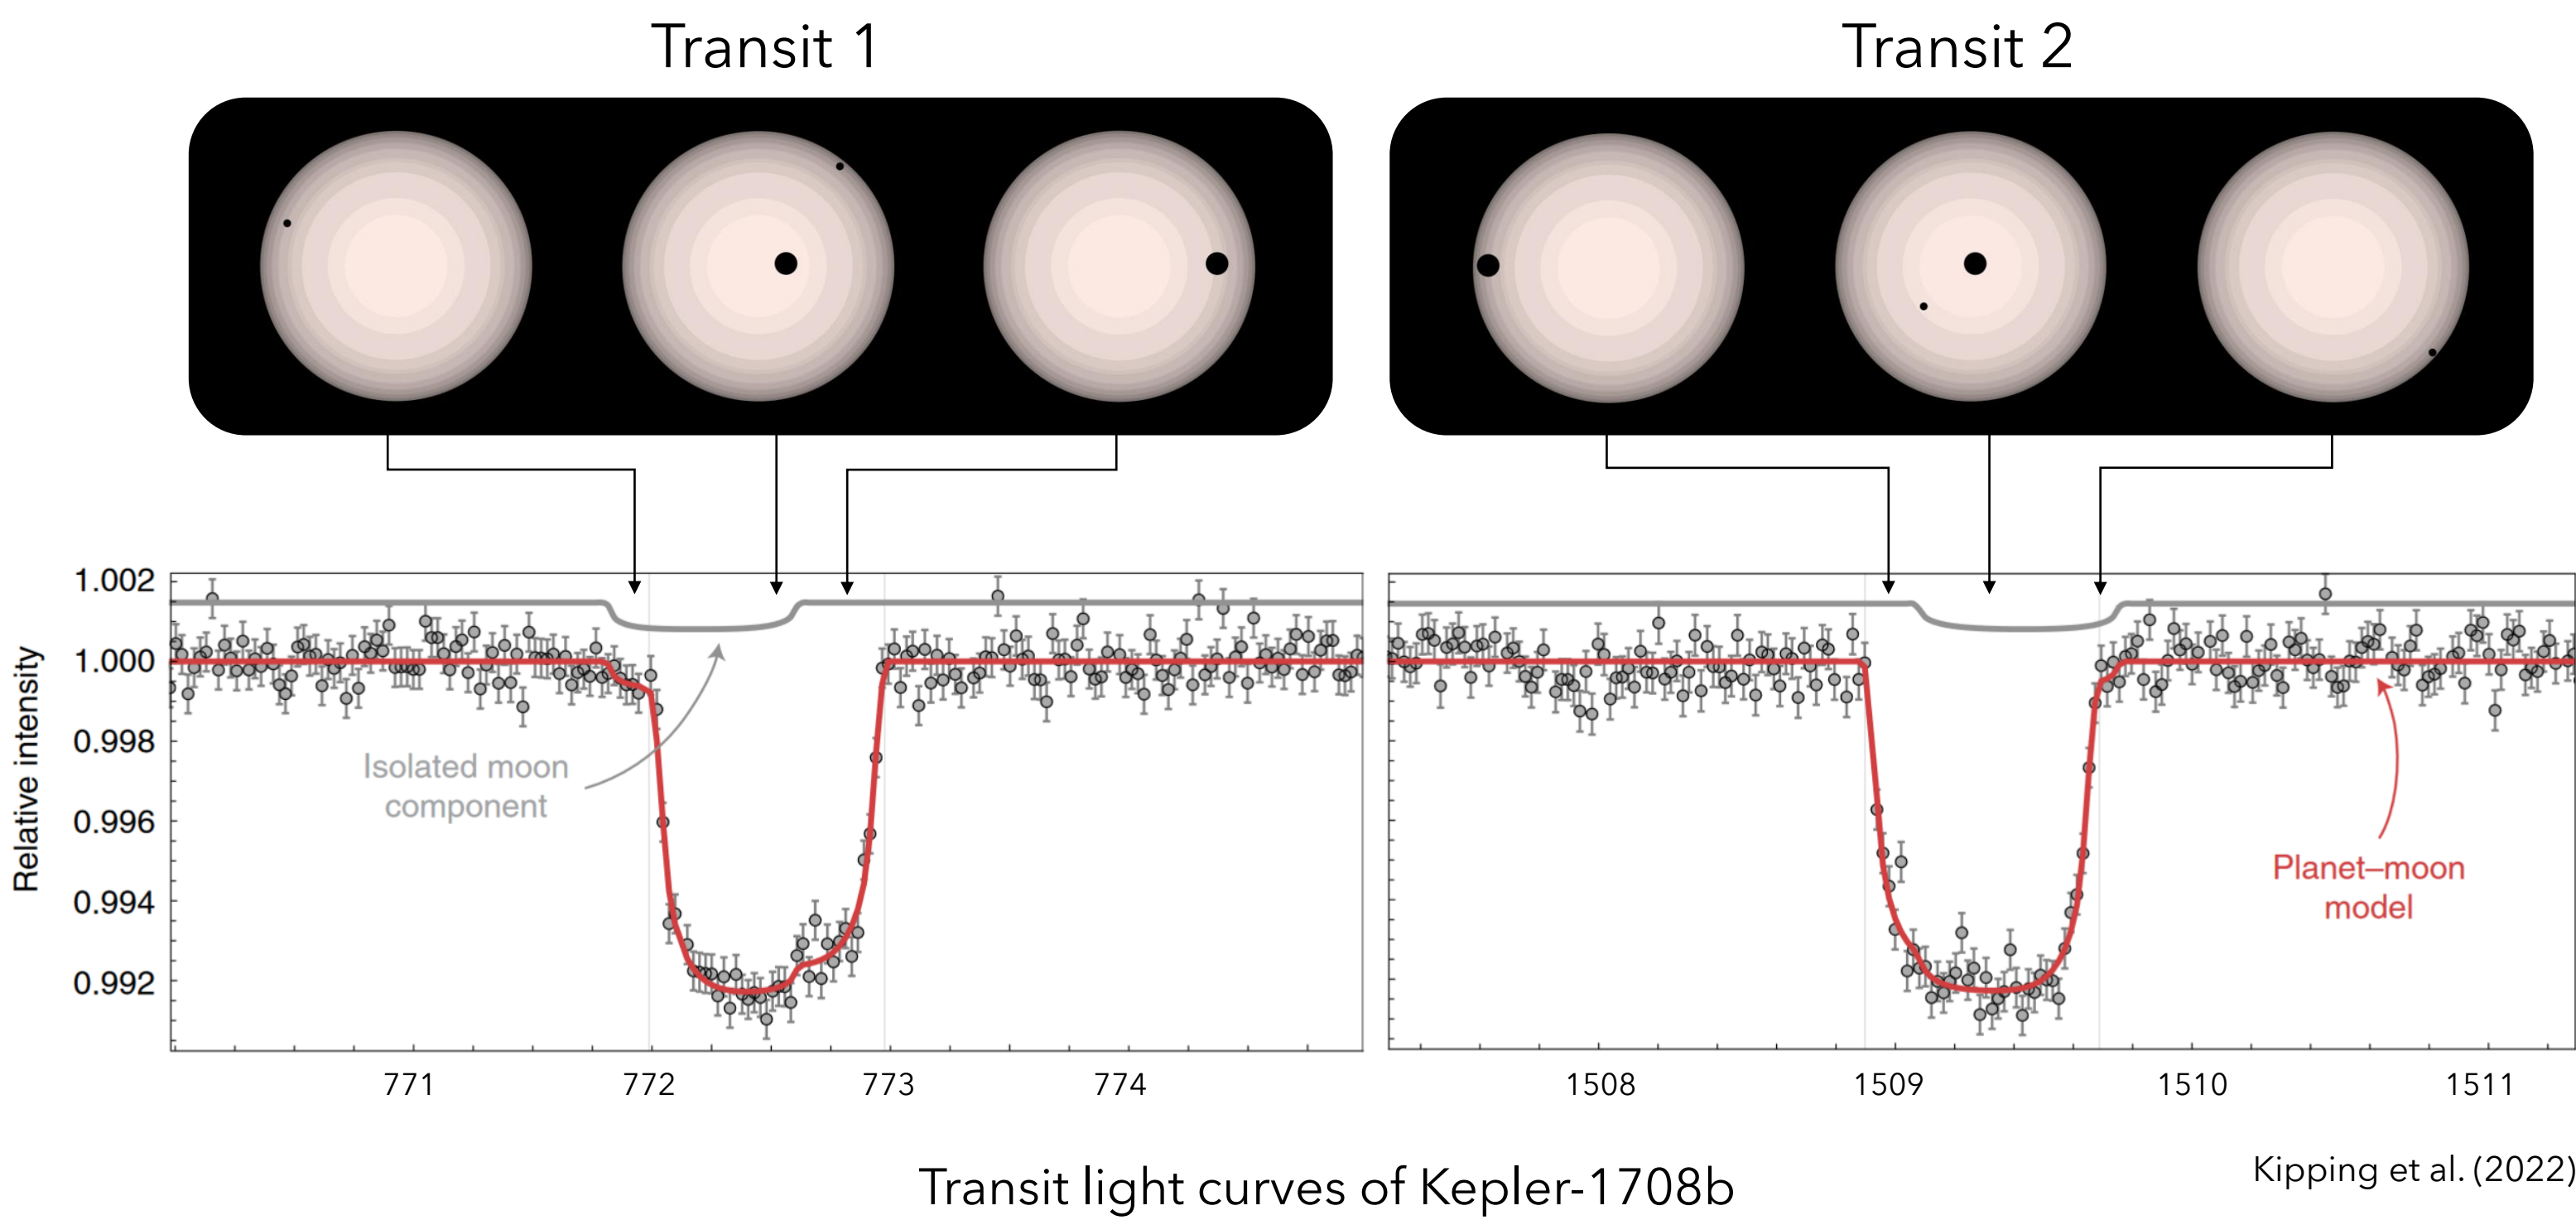 Transit 1
Transit 2
Relative intensity
1.002
1.000
0.998
0.996
0.994
0.992
Isolated moon
component
Planet–moon
model
771
772
773
774
1508
1509
1510
1511
Transit light curves of Kepler-1708b
Kipping et al. (2022)